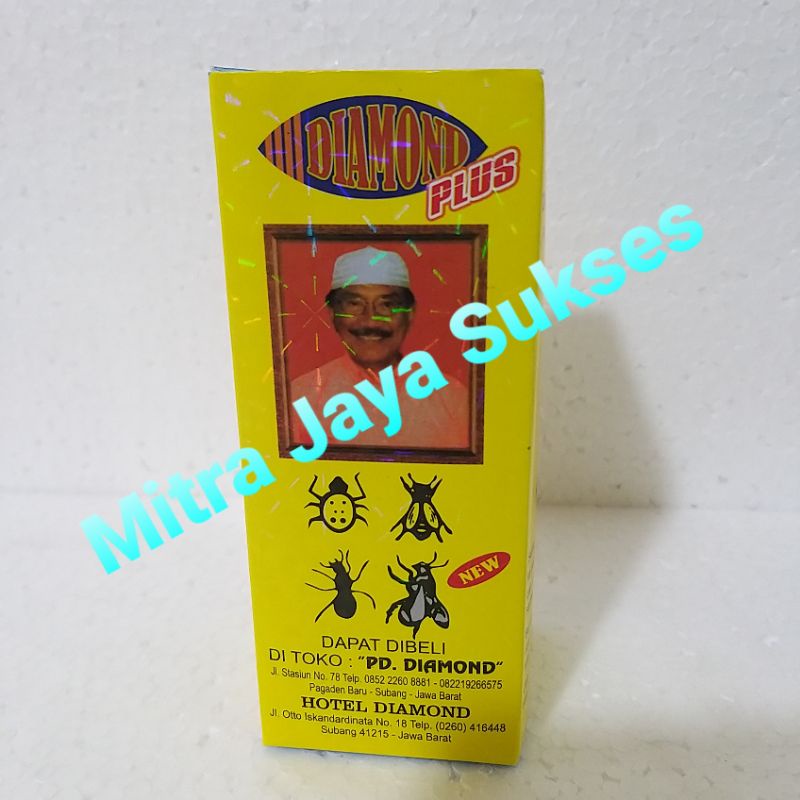 DIAMOND
PLUS
Mitra Jaya Sukses
NEW
DAPAT DIBELI
DI TOKO : "PD. DIAMOND"
Jl. Stasiun No. 78 Telp. 0852 2260 8881 - 082219266575
Pagaden Baru - Subang - Jawa Barat
HOTEL DIAMOND
Jl. Otto Iskandardinata No. 18 Telp. (0260) 416448
Subang 41215 - Jawa Barat